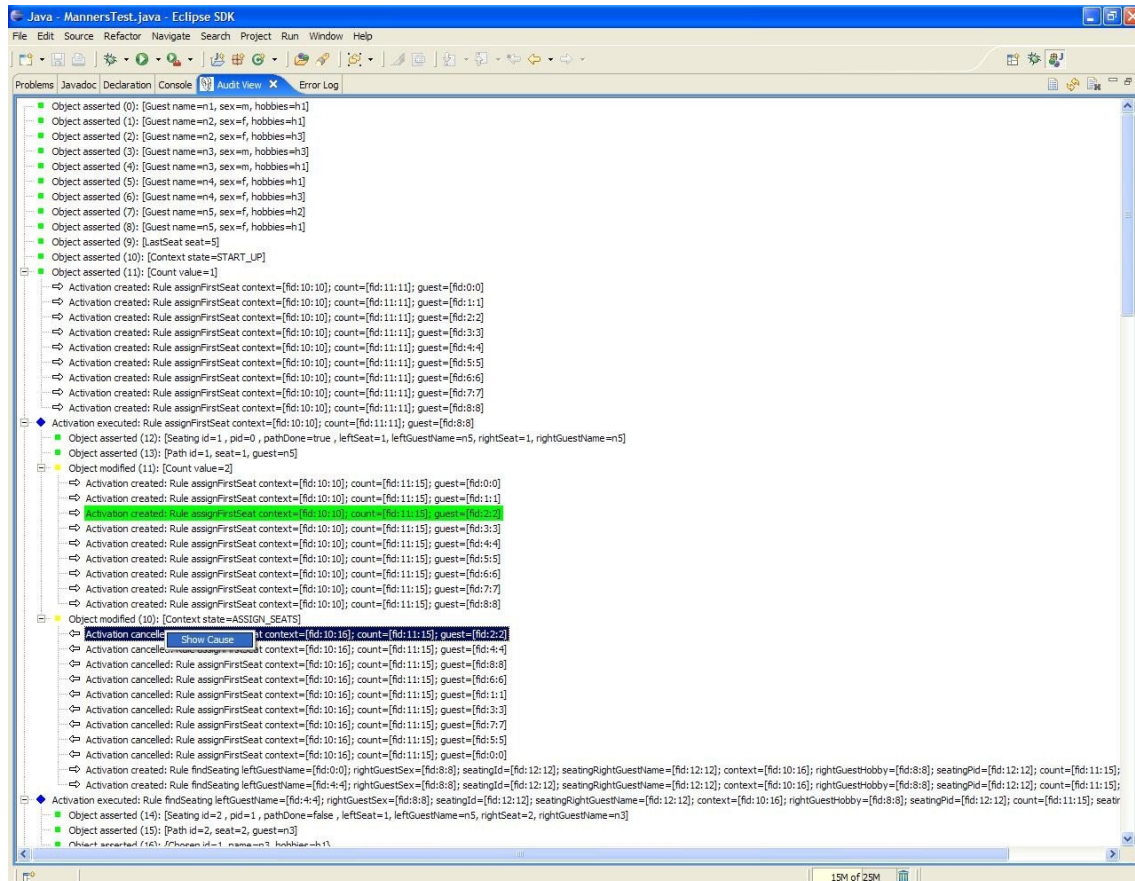 Java - MannersTest.java - Eclipse SDK
File Edit Source Refactor Navigate Search Project Run Window Help
Problems Javadoc Declaration Console Audit View Error Log
Object asserted (0): [Guest name=n1, sex=m, hobbies=h1]
Object asserted (1): [Guest name=n2, sex=f, hobbies=h1]
Object asserted (2): [Guest name=n2, sex=f, hobbies=h3]
Object asserted (3): [Guest name=n3, sex=m, hobbies=h3]
Object asserted (4): [Guest name=n3, sex=m, hobbies=h1]
Object asserted (5): [Guest name=n4, sex=f, hobbies=h1]
Object asserted (6): [Guest name=n4, sex=f, hobbies=h3]
Object asserted (7): [Guest name=n5, sex=f, hobbies=h2]
Object asserted (8): [Guest name=n5, sex=f, hobbies=h1]
Object asserted (9): [LastSeat seat=5]
Object asserted (10): [Context state=START_UP]
Object asserted (11): [Count value=1]
Activation created: Rule assignFirstSeat context=[fid:10:10]; count=[fid:11:11]; guest=[fid:0:0]
Activation created: Rule assignFirstSeat context=[fid:10:10]; count=[fid:11:11]; guest=[fid:1:1]
Activation created: Rule assignFirstSeat context=[fid:10:10]; count=[fid:11:11]; guest=[fid:2:2]
Activation created: Rule assignFirstSeat context=[fid:10:10]; count=[fid:11:11]; guest=[fid:3:3]
Activation created: Rule assignFirstSeat context=[fid:10:10]; count=[fid:11:11]; guest=[fid:4:4]
Activation created: Rule assignFirstSeat context=[fid:10:10]; count=[fid:11:11]; guest=[fid:5:5]
Activation created: Rule assignFirstSeat context=[fid:10:10]; count=[fid:11:11]; guest=[fid:6:6]
Activation created: Rule assignFirstSeat context=[fid:10:10]; count=[fid:11:11]; guest=[fid:7:7]
Activation created: Rule assignFirstSeat context=[fid:10:10]; count=[fid:11:11]; guest=[fid:8:8]
Activation executed: Rule assignFirstSeat context=[fid:10:10]; count=[fid:11:11]; guest=[fid:8:8]
Object asserted (12): [Seating id=1 , pid=0 , pathDone=true , leftSeat=1, leftGuestName=n5, rightSeat=1, rightGuestName=n5]
Object asserted (13): [Path id=1, seat=1, guest=n5]
Object modified (11): [Count value=2]
Activation created: Rule assignFirstSeat context=[fid:10:10]; count=[fid:11:15]; guest=[fid:0:0]
Activation created: Rule assignFirstSeat context=[fid:10:10]; count=[fid:11:15]; guest=[fid:1:1]
Activation created: Rule assignFirstSeat context=[fid:10:10]; count=[fid:11:15]; guest=[fid:2:2]
Activation created: Rule assignFirstSeat context=[fid:10:10]; count=[fid:11:15]; guest=[fid:3:3]
Activation created: Rule assignFirstSeat context=[fid:10:10]; count=[fid:11:15]; guest=[fid:4:4]
Activation created: Rule assignFirstSeat context=[fid:10:10]; count=[fid:11:15]; guest=[fid:5:5]
Activation created: Rule assignFirstSeat context=[fid:10:10]; count=[fid:11:15]; guest=[fid:6:6]
Activation created: Rule assignFirstSeat context=[fid:10:10]; count=[fid:11:15]; guest=[fid:7:7]
Activation created: Rule assignFirstSeat context=[fid:10:10]; count=[fid:11:15]; guest=[fid:8:8]
Object modified (10): [Context state=ASSIGN_SEATS]
Activation cancelle Show Cause at context=[fid:10:16]; count=[fid:11:15]; guest=[fid:2:2]
Activation cancelled: Rule assignFirstSeat context=[fid:10:16]; count=[fid:11:15]; guest=[fid:4:4]
Activation cancelled: Rule assignFirstSeat context=[fid:10:16]; count=[fid:11:15]; guest=[fid:8:8]
Activation cancelled: Rule assignFirstSeat context=[fid:10:16]; count=[fid:11:15]; guest=[fid:6:6]
Activation cancelled: Rule assignFirstSeat context=[fid:10:16]; count=[fid:11:15]; guest=[fid:1:1]
Activation cancelled: Rule assignFirstSeat context=[fid:10:16]; count=[fid:11:15]; guest=[fid:3:3]
Activation cancelled: Rule assignFirstSeat context=[fid:10:16]; count=[fid:11:15]; guest=[fid:7:7]
Activation cancelled: Rule assignFirstSeat context=[fid:10:16]; count=[fid:11:15]; guest=[fid:5:5]
Activation cancelled: Rule assignFirstSeat context=[fid:10:16]; count=[fid:11:15]; guest=[fid:0:0]
Activation created: Rule findSeating leftGuestName=[fid:0:0]; rightGuestSex=[fid:8:8]; seatingId=[fid:12:12]; seatingRightGuestName=[fid:12:12]; context=[fid:10:16]; rightGuestHobby=[fid:8:8]; seatingPid=[fid:12:12]; count=[fid:11:15];
Activation created: Rule findSeating leftGuestName=[fid:4:4]; rightGuestSex=[fid:8:8]; seatingId=[fid:12:12]; seatingRightGuestName=[fid:12:12]; context=[fid:10:16]; rightGuestHobby=[fid:8:8]; seatingPid=[fid:12:12]; count=[fid:11:15];
Activation executed: Rule findSeating leftGuestName=[fid:4:4]; rightGuestSex=[fid:8:8]; seatingId=[fid:12:12]; seatingRightGuestName=[fid:12:12]; context=[fid:10:16]; rightGuestHobby=[fid:8:8]; seatingPid=[fid:12:12]; count=[fid:11:15]; seatin
Object asserted (14): [Seating id=2 , pid=1 , pathDone=false , leftSeat=1, leftGuestName=n5, rightSeat=2, rightGuestName=n3]
Object asserted (15): [Path id=2, seat=2, guest=n3]
Object asserted (16): {Chosen id=1, name=n3, hobbies=h1}
15M of 25M